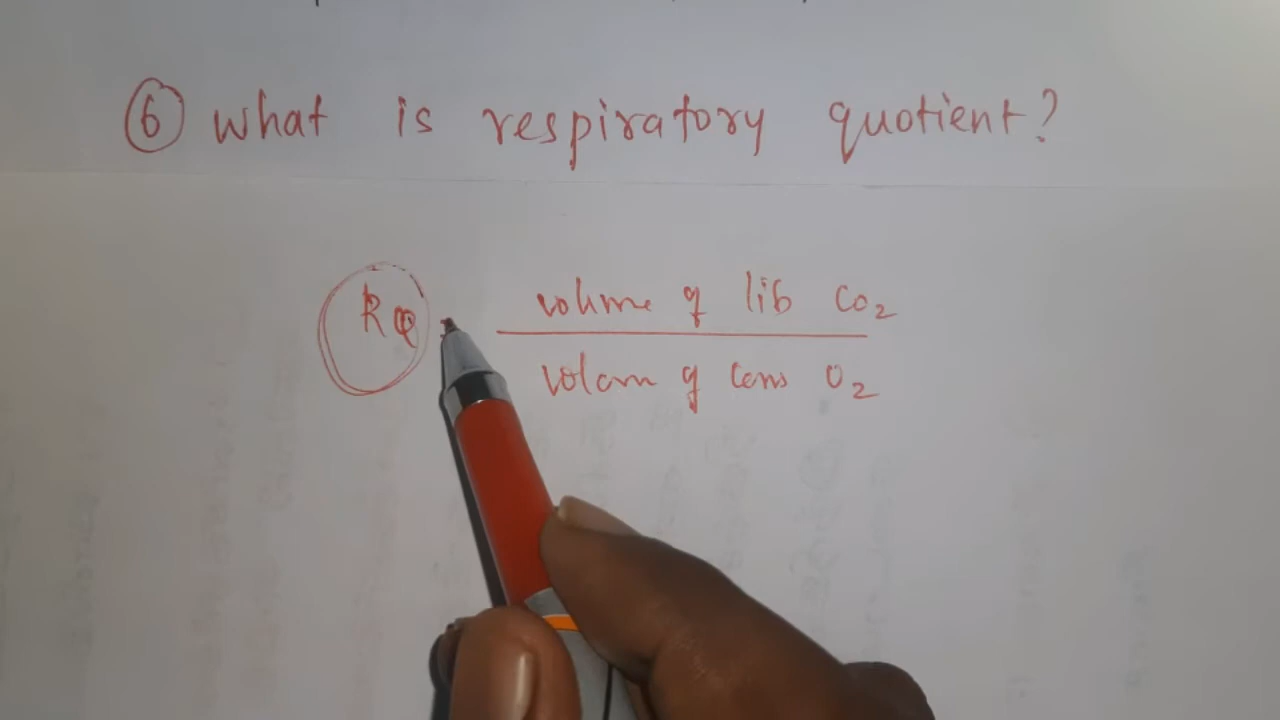 6 What is respiratory quotient?
RQ
volume of lib CO2
volum of cons O2